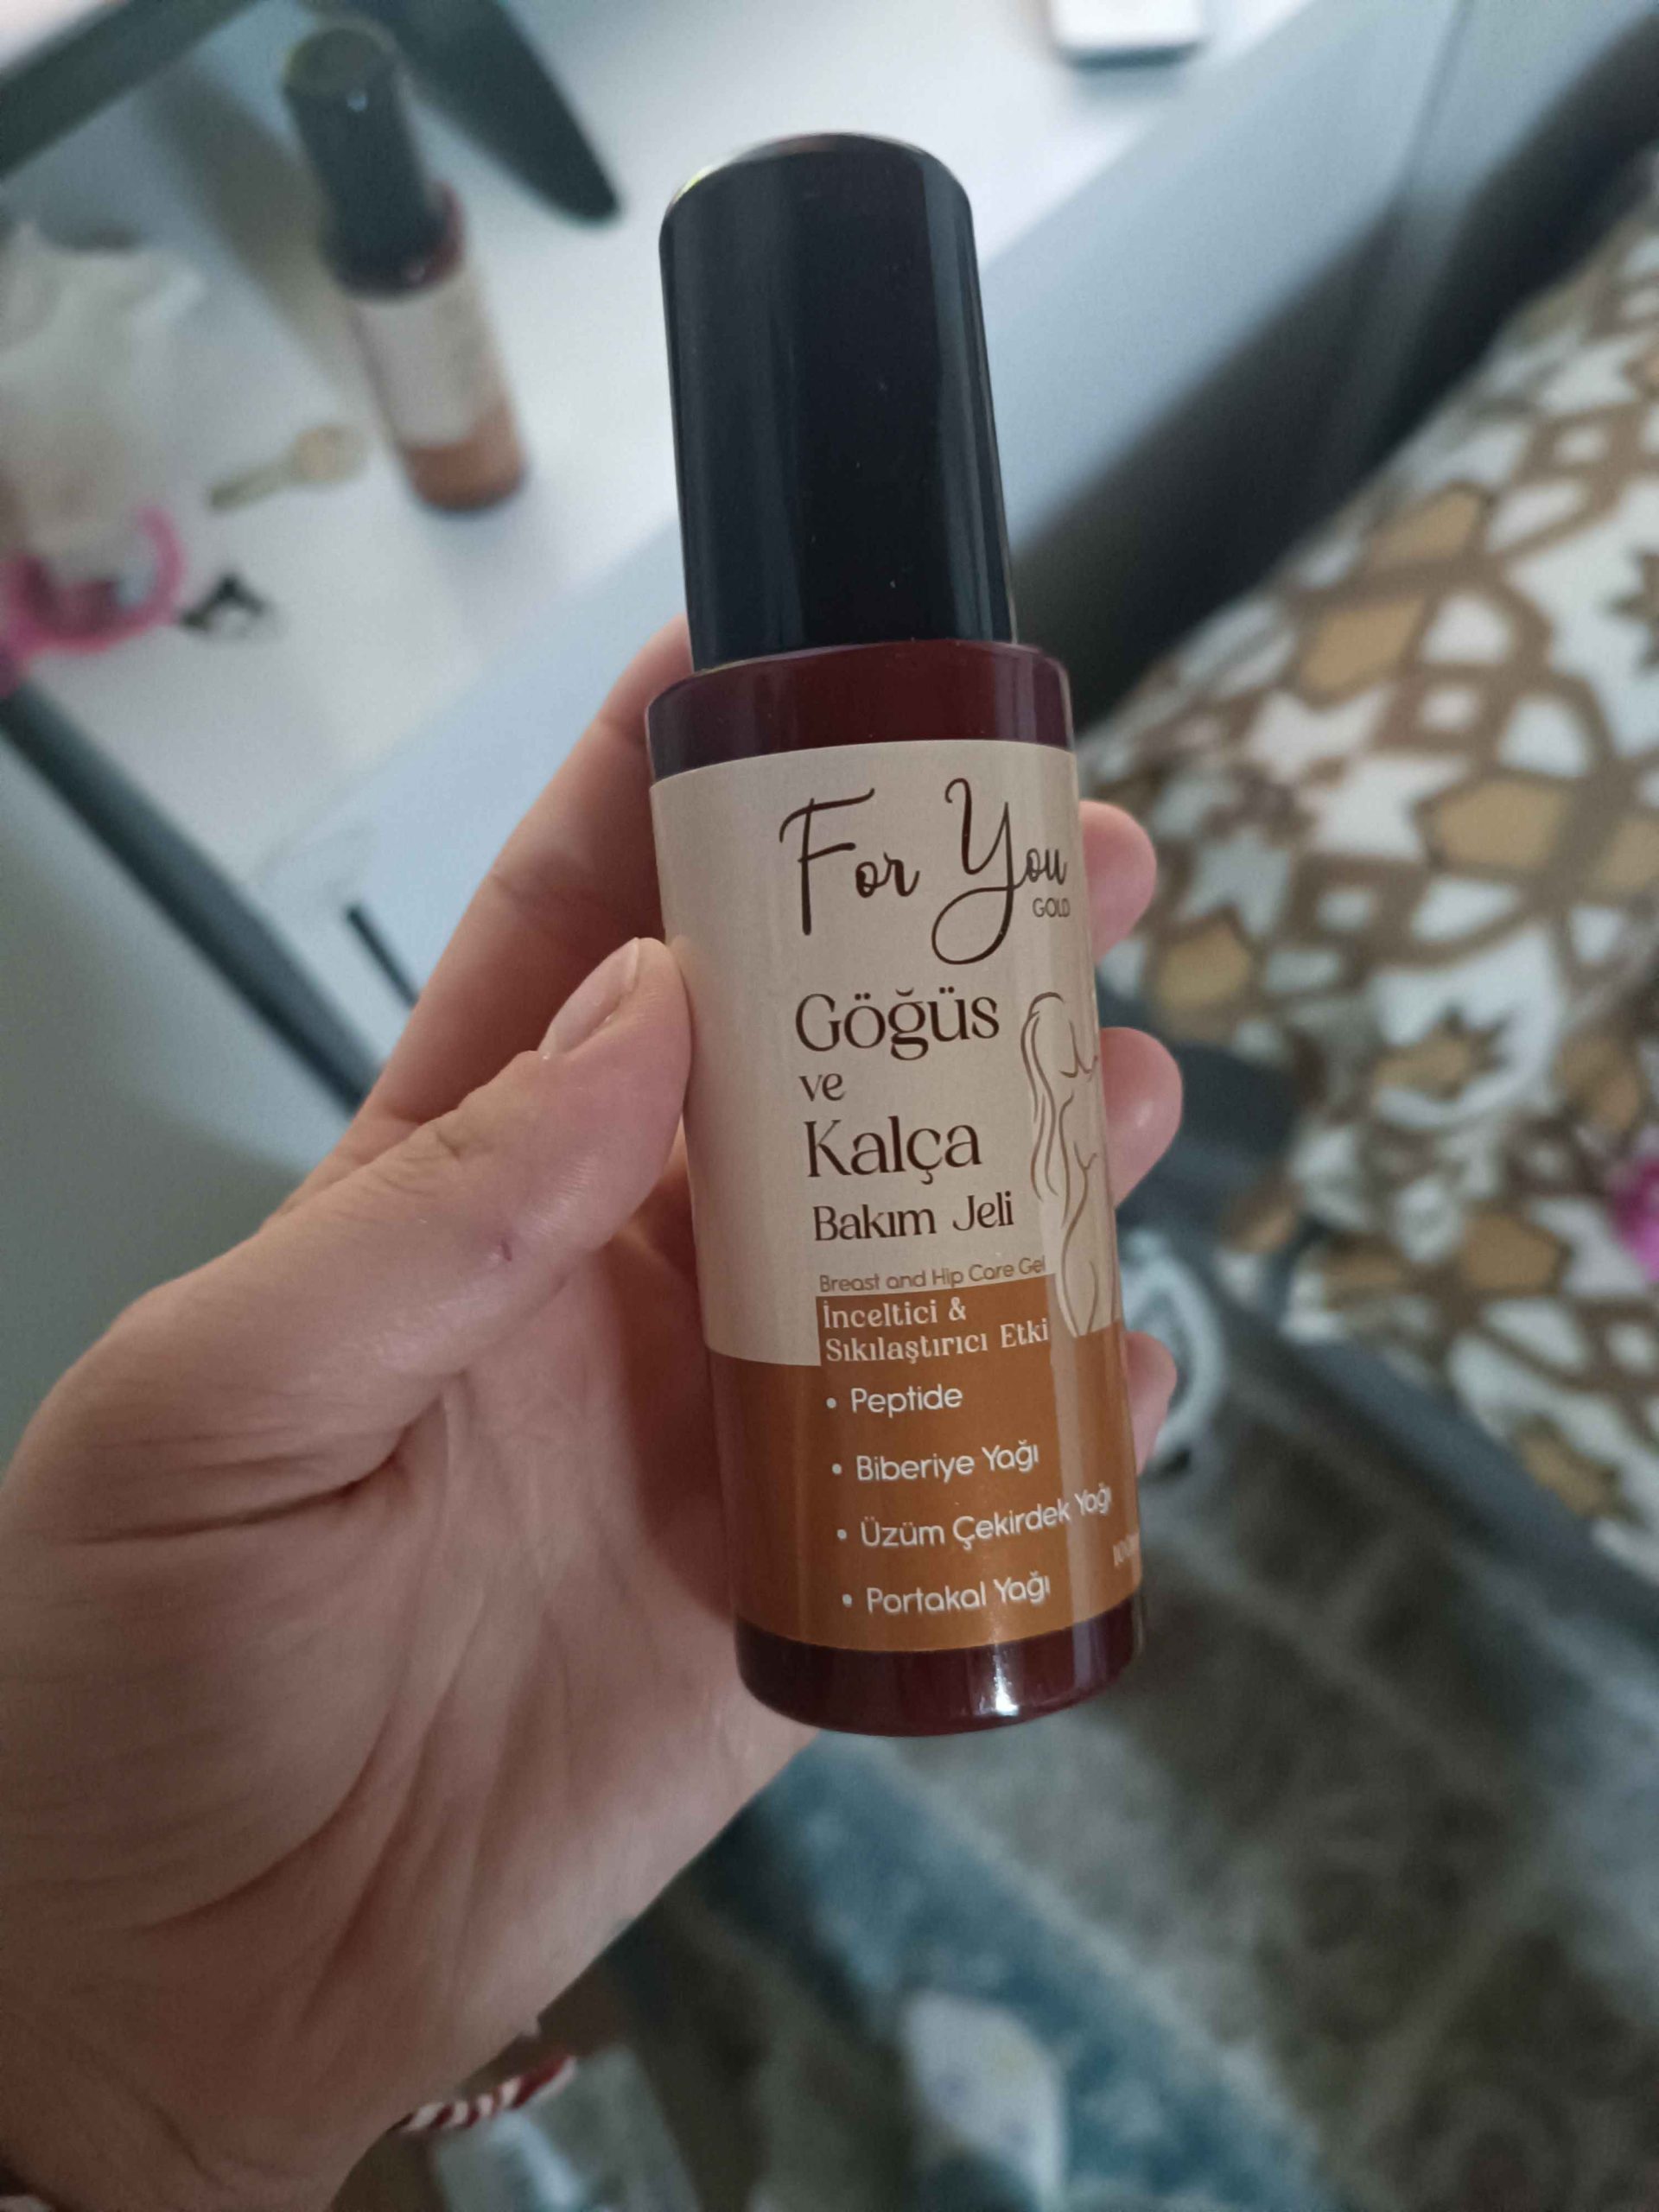 For You
GOLD
Göğüs
ve
Kalça
Bakım Jeli
Breast and Hip Care Gel
İnceltici &
Sıkılaştırıcı Etki
• Peptide
• Biberiye Yağı
• Üzüm Çekirdek Yağı
• Portakal Yağı